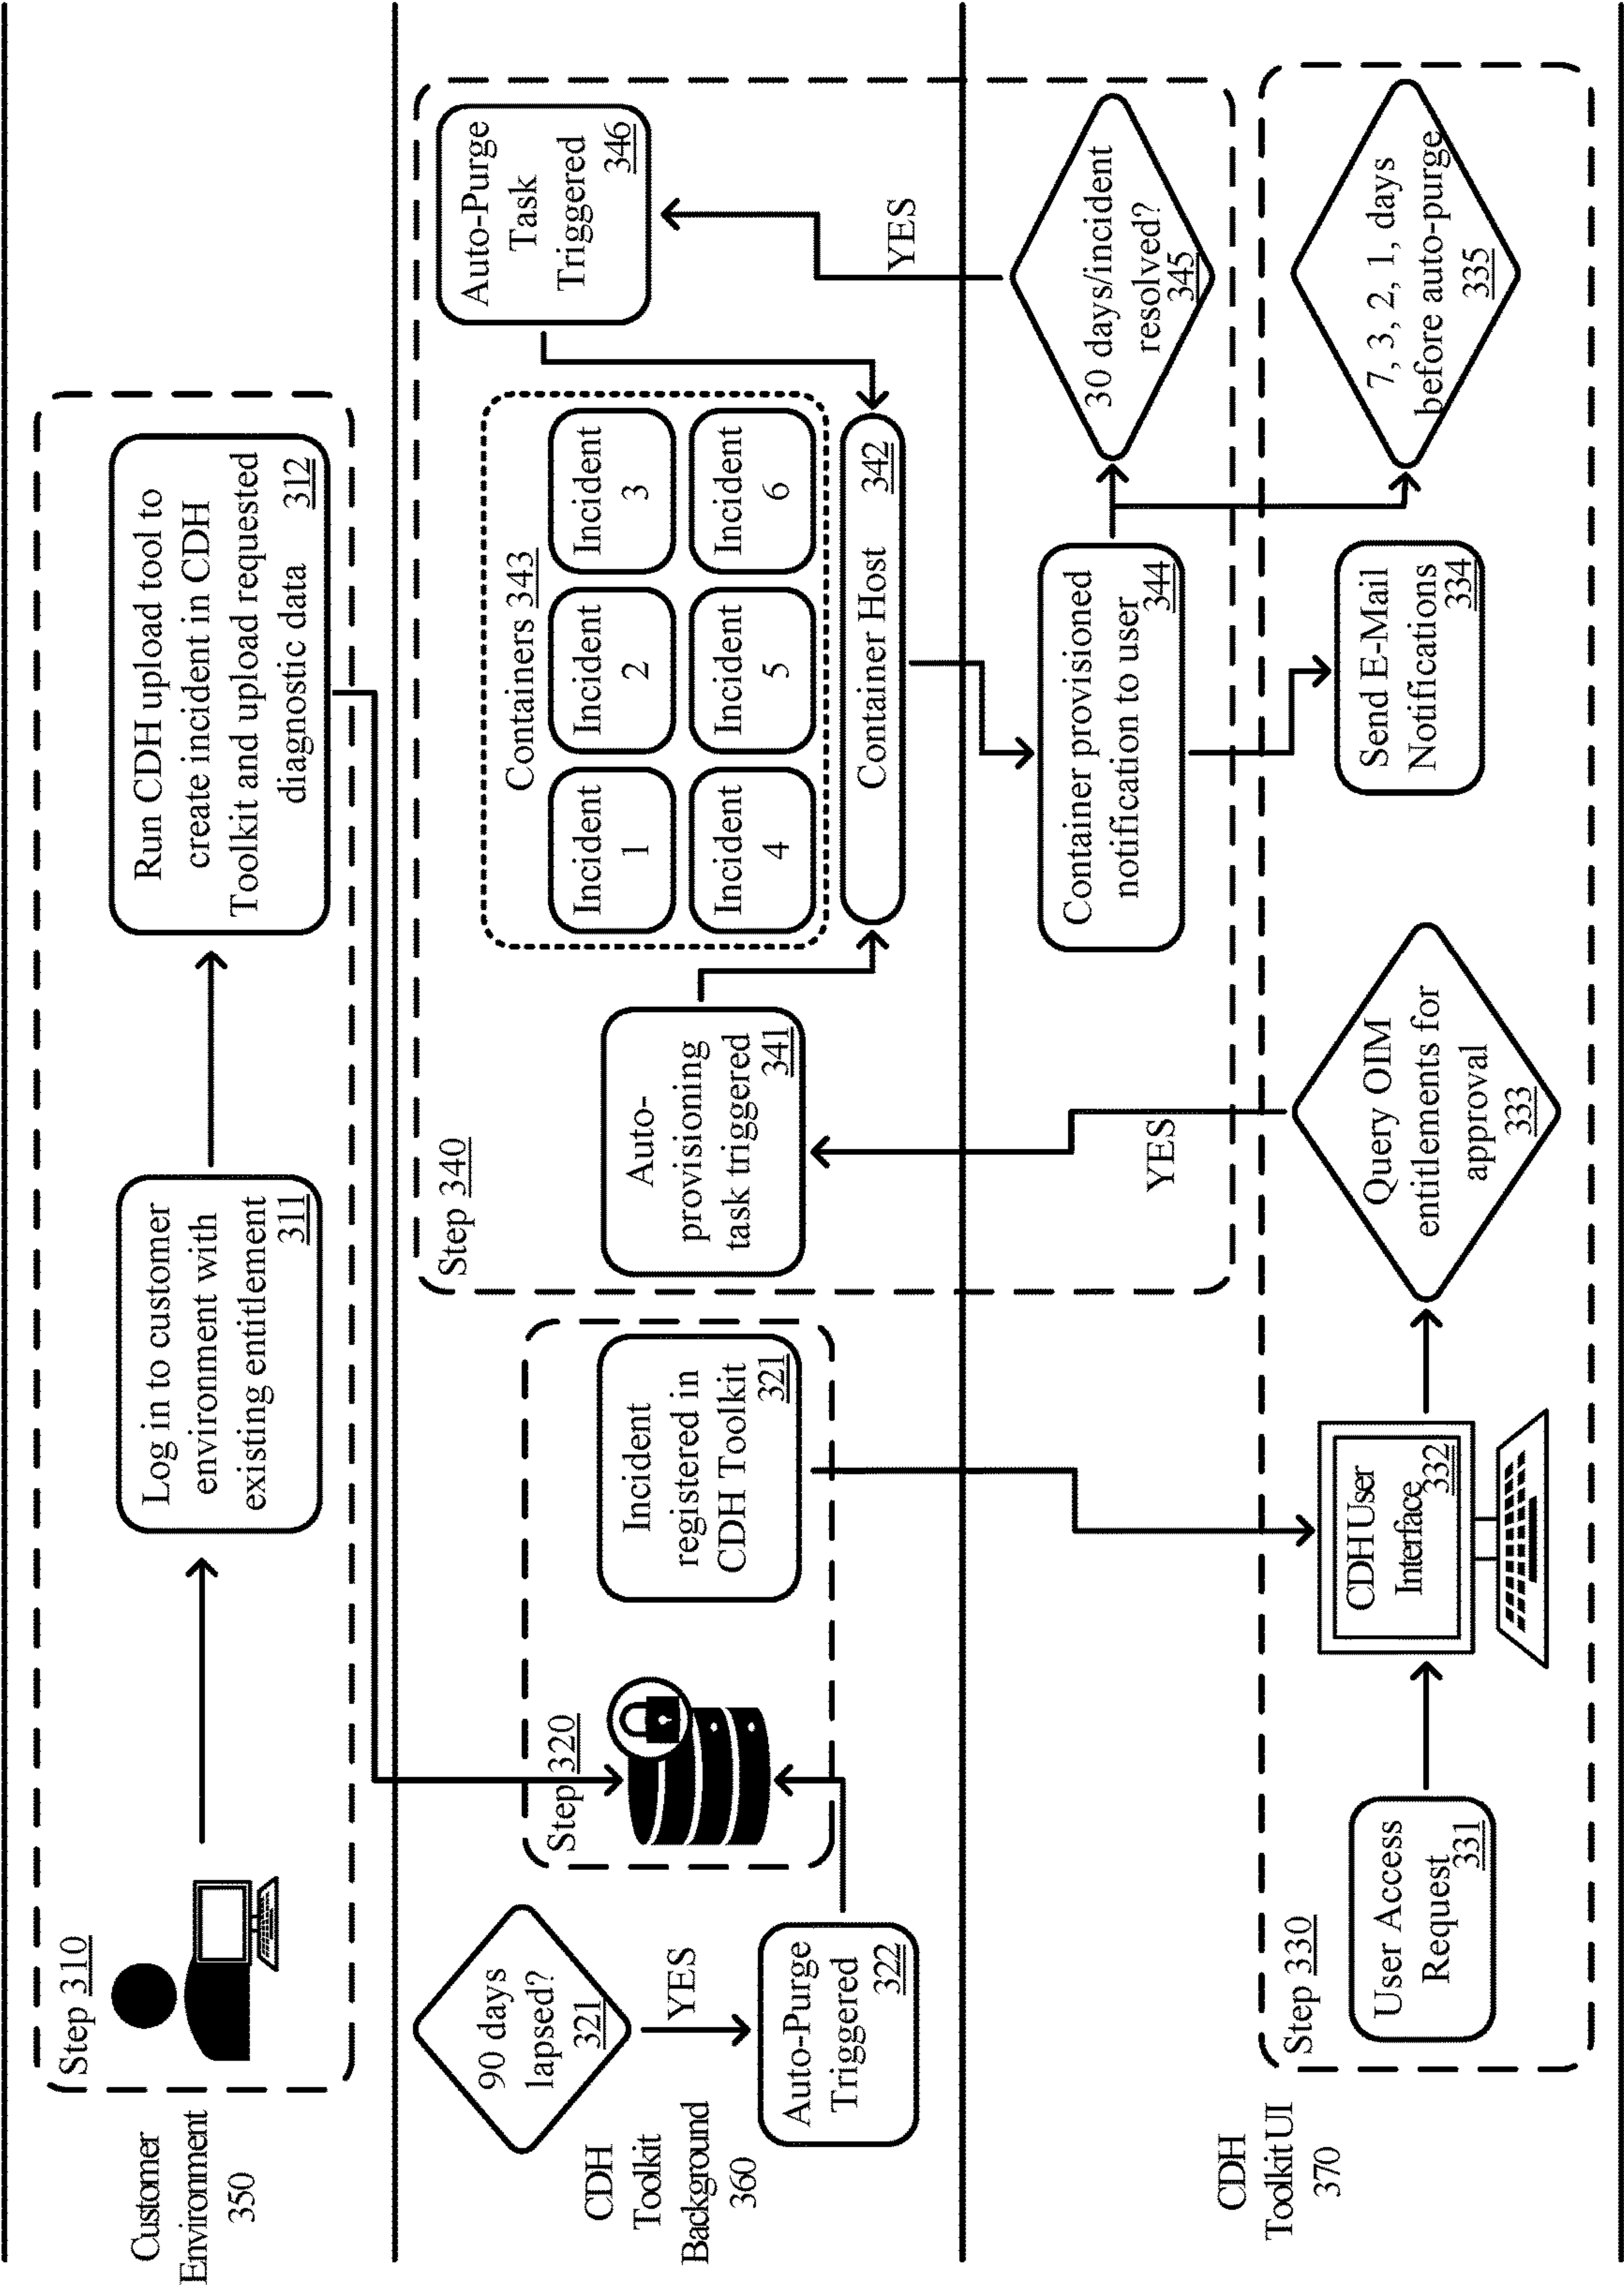 Customer
Environment
350
Step 310
Log in to customer
environment with
existing entitlement
311
Run CDH upload tool to
create incident in CDH
Toolkit and upload requested
diagnostic data
312
CDH
Toolkit
Background
360
90 days
lapsed?
321
YES
Auto-Purge
Triggered
322
Step 320
Incident
registered in
CDH Toolkit
321
Step 340
Auto-
provisioning
task triggered
341
Containers 343
Incident
1
Incident
2
Incident
3
Incident
4
Incident
5
Incident
6
Container Host 342
Auto-Purge
Task
Triggered
346
YES
Container provisioned
notification to user
344
30 days/incident
resolved?
345
YES
CDH
Toolkit UI
370
Step 330
User Access
Request
331
CDH User
Interface
332
Query OIM
entitlements for
approval
333
Send E-Mail
Notifications
334
7, 3, 2, 1, days
before auto-purge
335